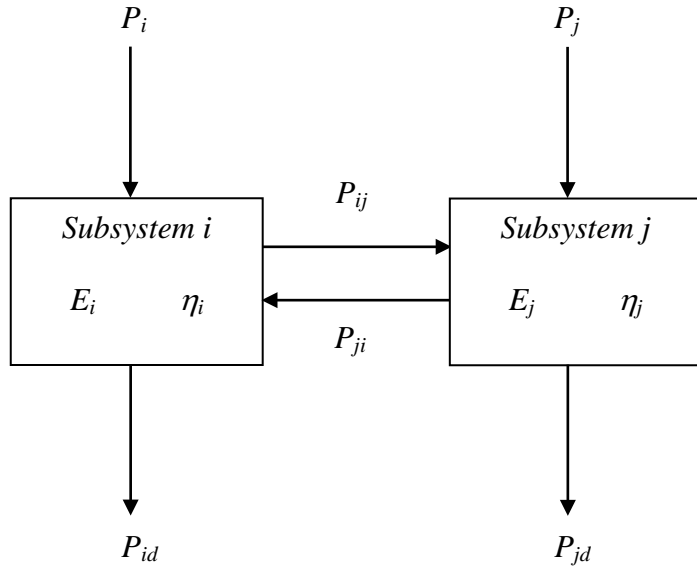 P_i P_j
P_ij
Subsystem i Subsystem j
E_i η_i E_j η_j
P_ji
P_id P_jd